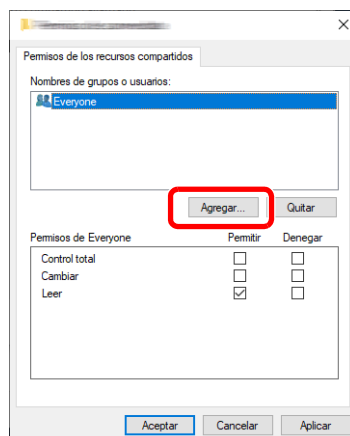 Permisos de los recursos compartidos
Nombres de grupos o usuarios:
Everyone
Agregar... Quitar
Permisos de Everyone Permitir Denegar
Control total
Cambiar
Leer
Aceptar Cancelar Aplicar